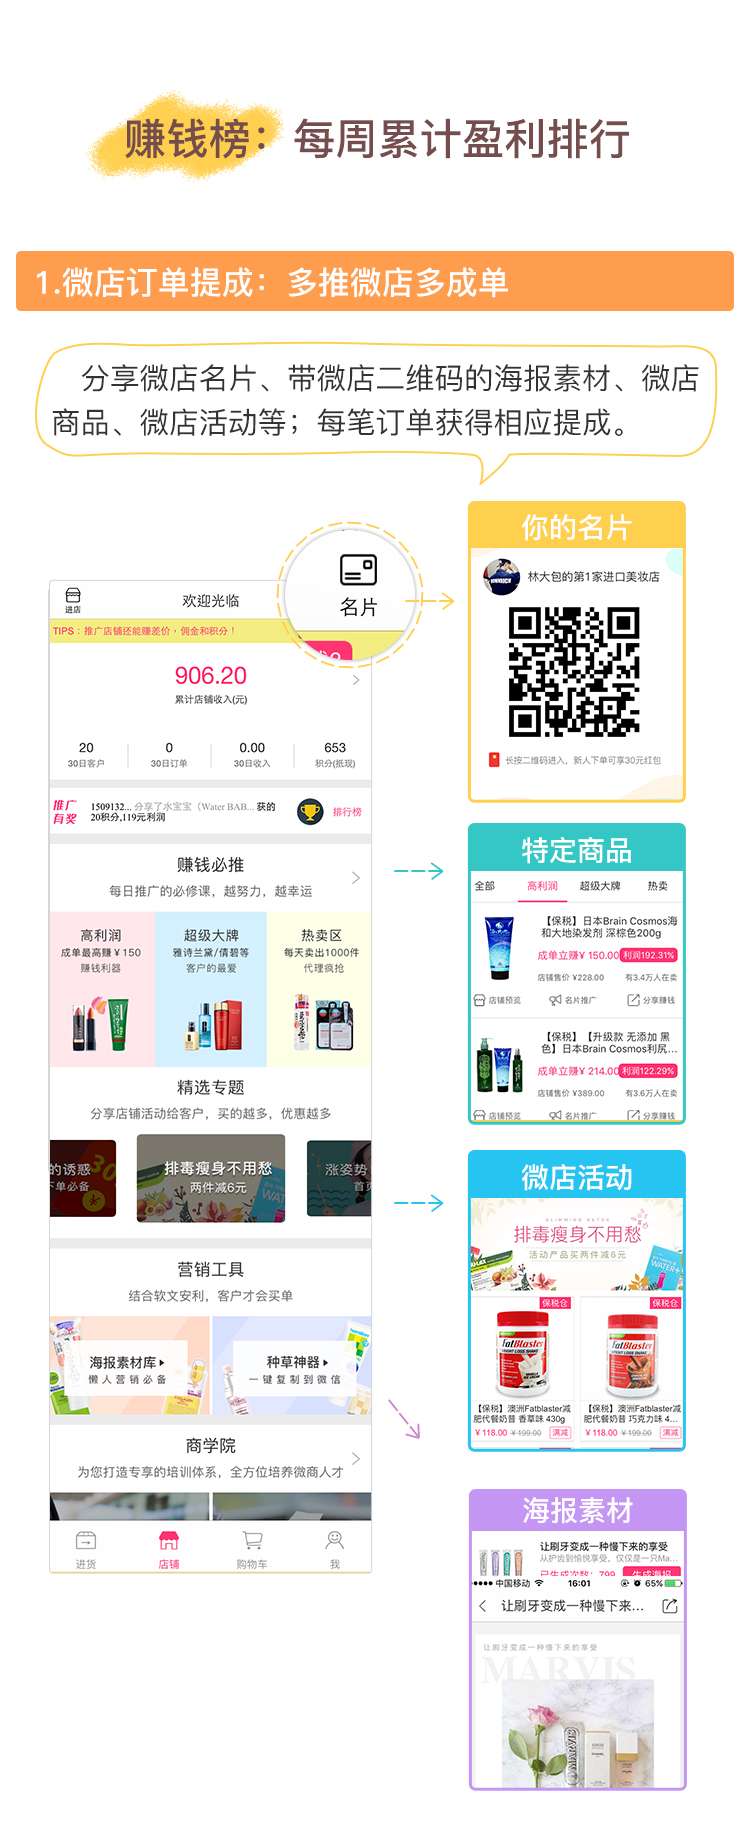 赚钱榜：每周累计盈利排行
1.微店订单提成：多推微店多成单
分享微店名片、带微店二维码的海报素材、微店
商品、微店活动等；每笔订单获得相应提成。
进店
欢迎光临
名片
TIPS：推广店铺还能赚差价·佣金和积分！
906.20
累计店铺收入(元)
20
30日客户
0
30日订单
0.00
30日收入
653
积分(抵现)
推广
有奖
1509132... 分享了水宝宝（Water BAB... 获的
20积分,119元利润
排行榜
赚钱必推
每日推广的必修课，越努力，越幸运
高利润
成单最高赚￥150
赚钱利器
超级大牌
雅诗兰黛/倩碧等
客户的最爱
热卖区
每天卖出1000件
代理疯抢
精选专题
分享店铺活动给客户，买的越多，优惠越多
的诱惑
下单必备
30
排毒瘦身不用愁
两件减6元
WATER
涨姿势
首页
营销工具
结合软文安利，客户才会买单
海报素材库
懒人营销必备
种草神器
一键复制到微信
商学院
为您打造专享的培训体系，全方位培养微商人才
进货
店铺
购物车
我
你的名片
林大包的第1家进口美妆店
长按二维码进入，新人下单可享30元红包
特定商品
全部
高利润
超级大牌
热卖
【保税】日本Brain Cosmos海
和大地染发剂 深棕色200g
成单立赚¥ 150.00
利润192.31%
店铺售价 ¥228.00
有3.4万人在卖
店铺预览
名片推广
分享赚钱
【保税】【升级款 无添加 黑
色】日本Brain Cosmos利尻...
成单立赚¥ 214.00
利润122.29%
店铺售价 ¥389.00
有3.6万人在卖
店铺预览
名片推广
分享赚钱
微店活动
SLIMMING DETOX
排毒瘦身不用愁
活动产品买两件减6元
WATER+
保税仓
保税仓
FatBlaster
WEIGHT LOSS SHAKE
FatBlaster
WEIGHT LOSS SHAKE
【保税】澳洲Fatblaster减
肥代餐奶昔 香草味 430g
¥ 118.00 ¥ 199.00 满减
【保税】澳洲Fatblaster减
肥代餐奶昔 巧克力味 4...
¥ 118.00 ¥ 199.00 满减
海报素材
让刷牙变成一种慢下来的享受
从护齿到愉悦享受，仅仅是一只Ma...
已生成次数：799
生成海报
中国移动
16:01
65%
让刷牙变成一种慢下来...
让刷牙变成一种慢下来的享受
MARVIS
MARVIS
COCO
CHANEL